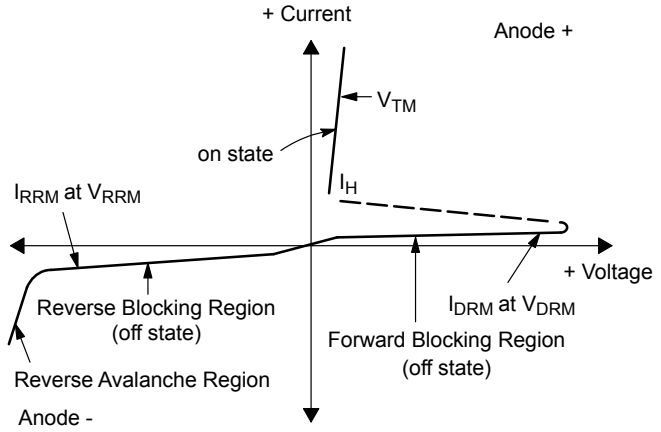 + Current
Anode +
V_TM
on state
I_H
I_RRM at V_RRM
+ Voltage
Reverse Blocking Region
(off state)
I_DRM at V_DRM
Forward Blocking Region
(off state)
Reverse Avalanche Region
Anode -